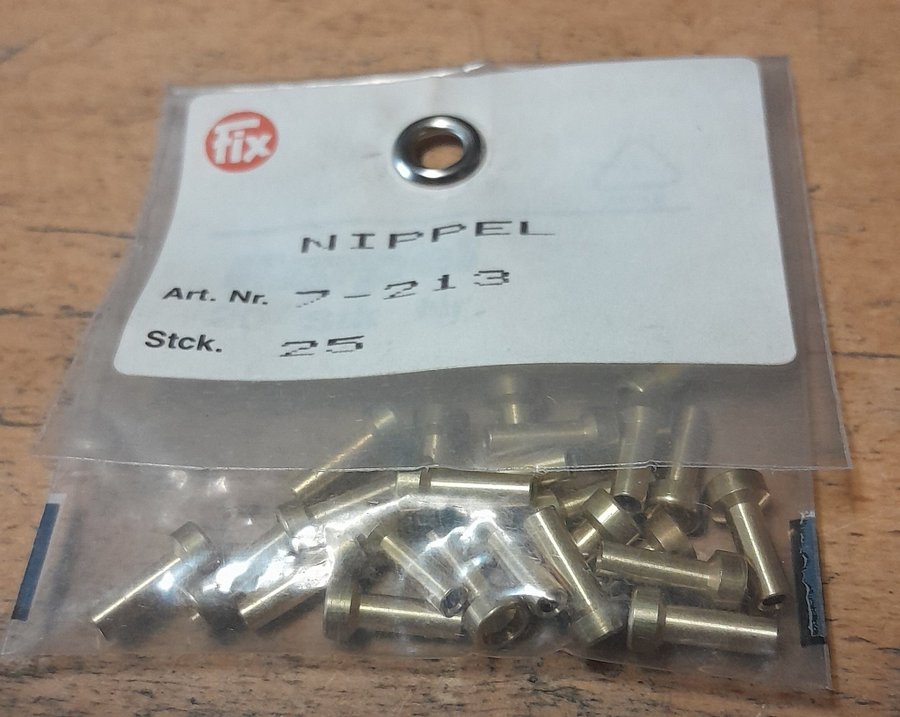 Fix
NIPPEL
Art. Nr. 7-213
Stck. 25